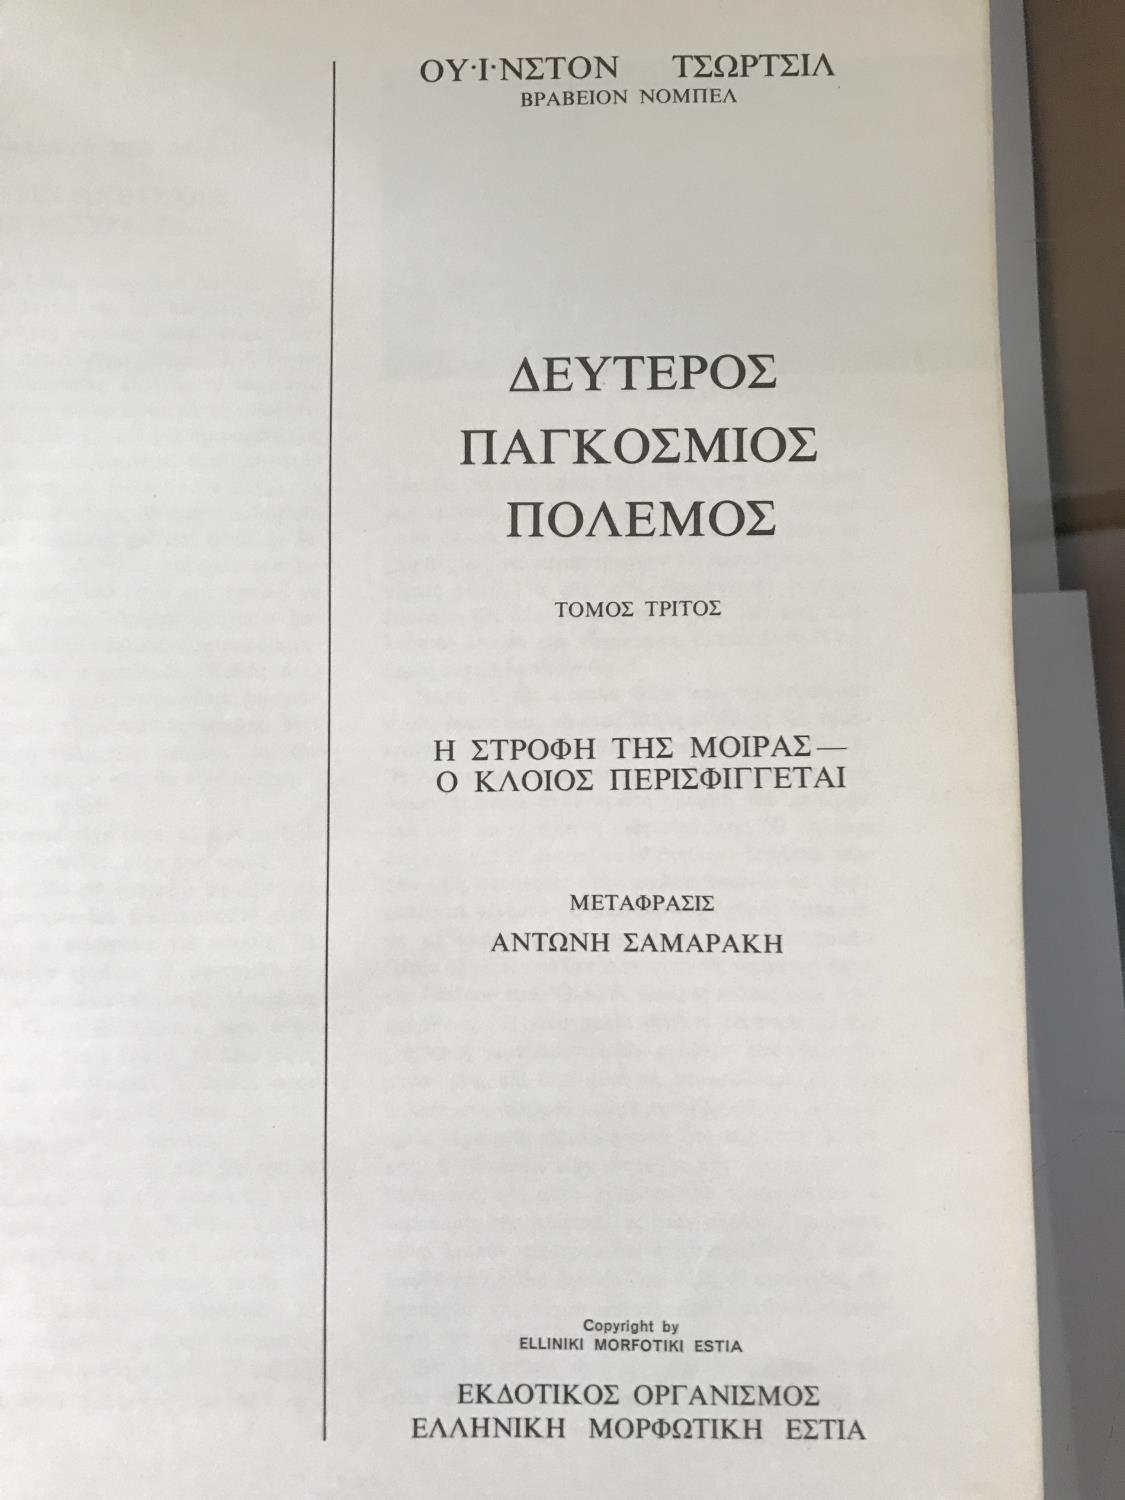 ΟΥ·Ι·ΝΣΤΟΝ ΤΣΩΡΤΣΙΛ
ΒΡΑΒΕΙΟΝ ΝΟΜΠΕΛ
ΔΕΥΤΕΡΟΣ
ΠΑΓΚΟΣΜΙΟΣ
ΠΟΛΕΜΟΣ
ΤΟΜΟΣ ΤΡΙΤΟΣ
Η ΣΤΡΟΦΗ ΤΗΣ ΜΟΙΡΑΣ —
Ο ΚΛΟΙΟΣ ΠΕΡΙΣΦΙΓΓΕΤΑΙ
ΜΕΤΑΦΡΑΣΙΣ
ΑΝΤΩΝΗ ΣΑΜΑΡΑΚΗ
Copyright by
ELLINIKI MORFOTIKI ESTIA
ΕΚΔΟΤΙΚΟΣ ΟΡΓΑΝΙΣΜΟΣ
ΕΛΛΗΝΙΚΗ ΜΟΡΦΩΤΙΚΗ ΕΣΤΙΑ